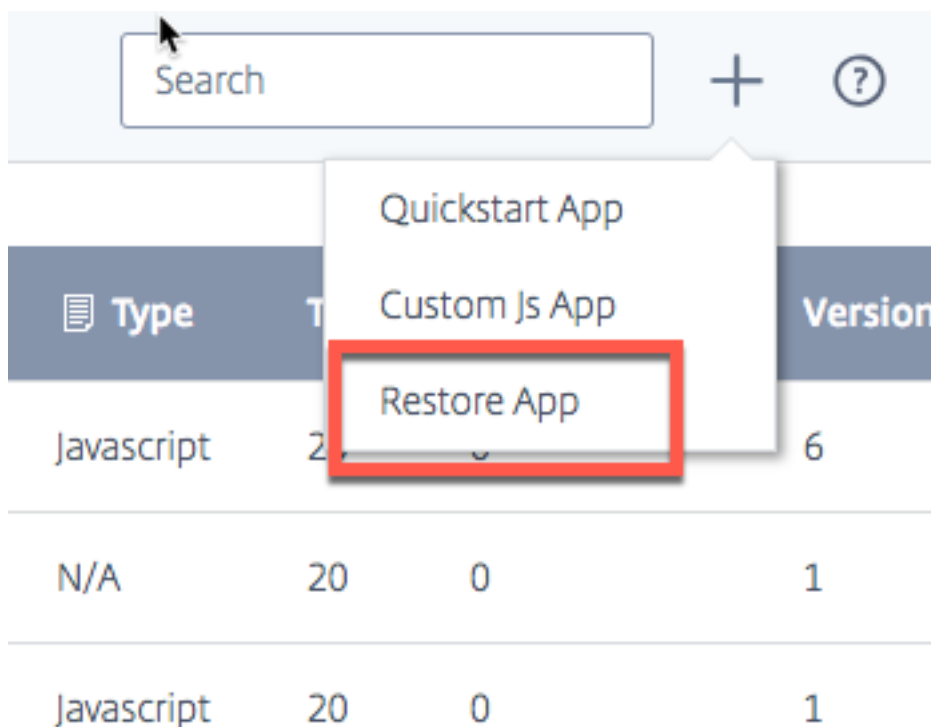 Search
?
Quickstart App
Type
Custom Js App
Version
Restore App
Javascript
6
N/A 20 0 1
Javascript 20 0 1